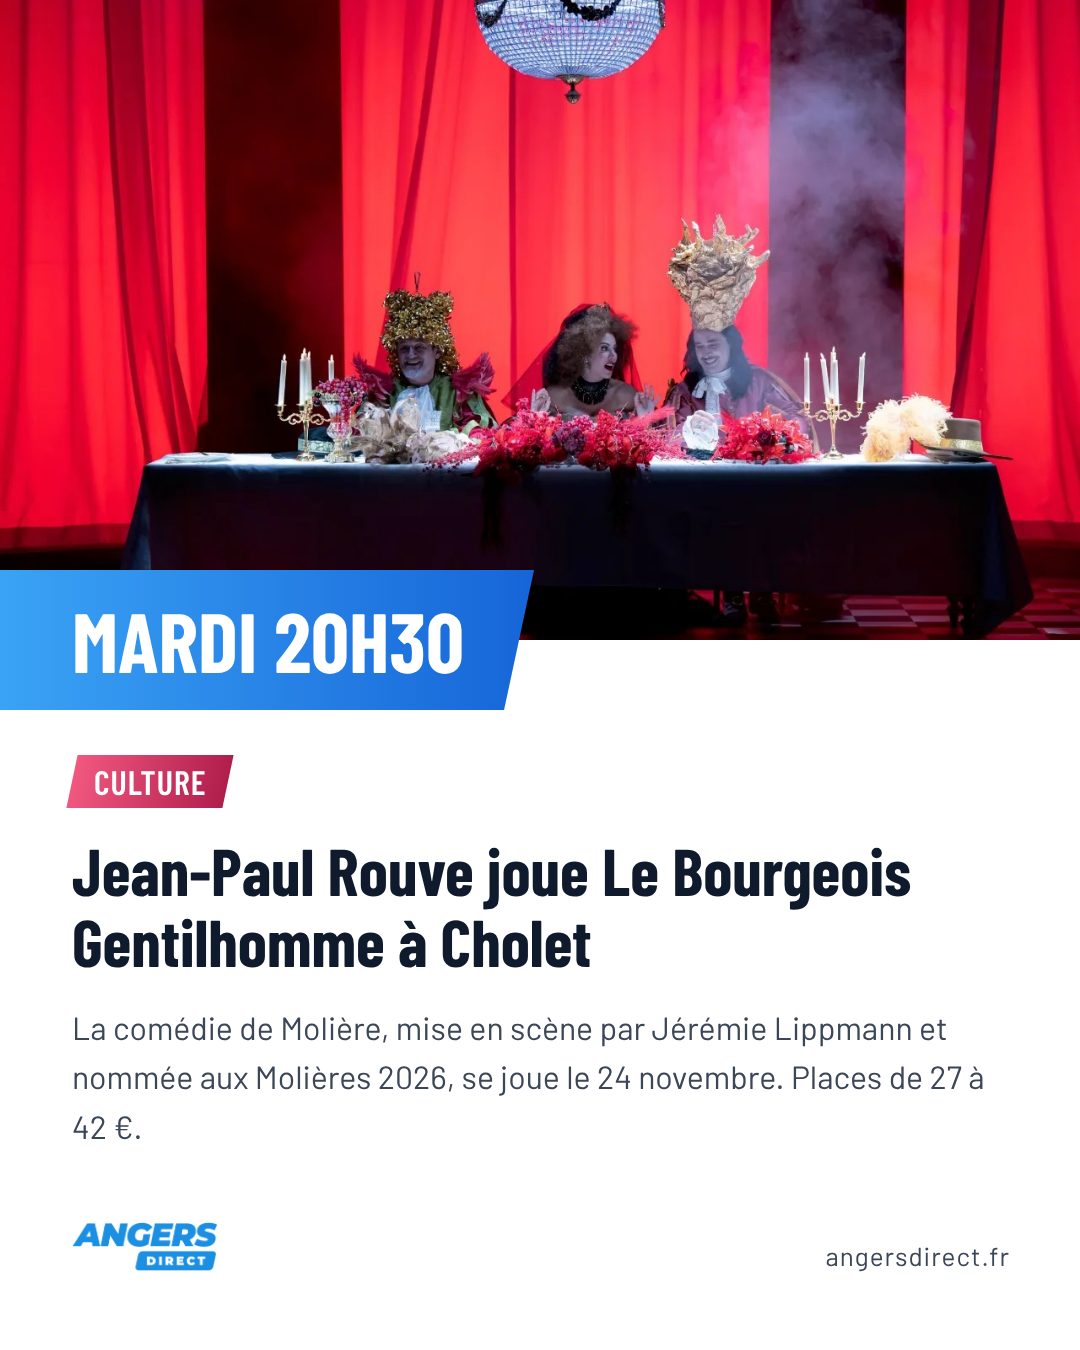 MARDI 20H30
CULTURE
Jean-Paul Rouve joue Le Bourgeois
Gentilhomme à Cholet
La comédie de Molière, mise en scène par Jérémie Lippmann et
nommée aux Molières 2026, se joue le 24 novembre. Places de 27 à
42 €.
ANGERS
DIRECT
angersdirect.fr